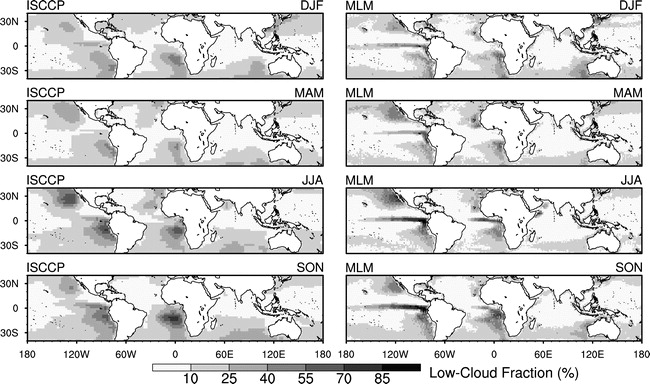 ISCCP DJF MLM DJF
30N
0
30S
ISCCP MAM MLM MAM
30N
0
30S
ISCCP JJA MLM JJA
30N
0
30S
ISCCP SON MLM SON
30N
0
30S
180 120W 60W 0 60E 120E 180 180 120W 60W 0 60E 120E 180
10 25 40 55 70 85 Low-Cloud Fraction (%)